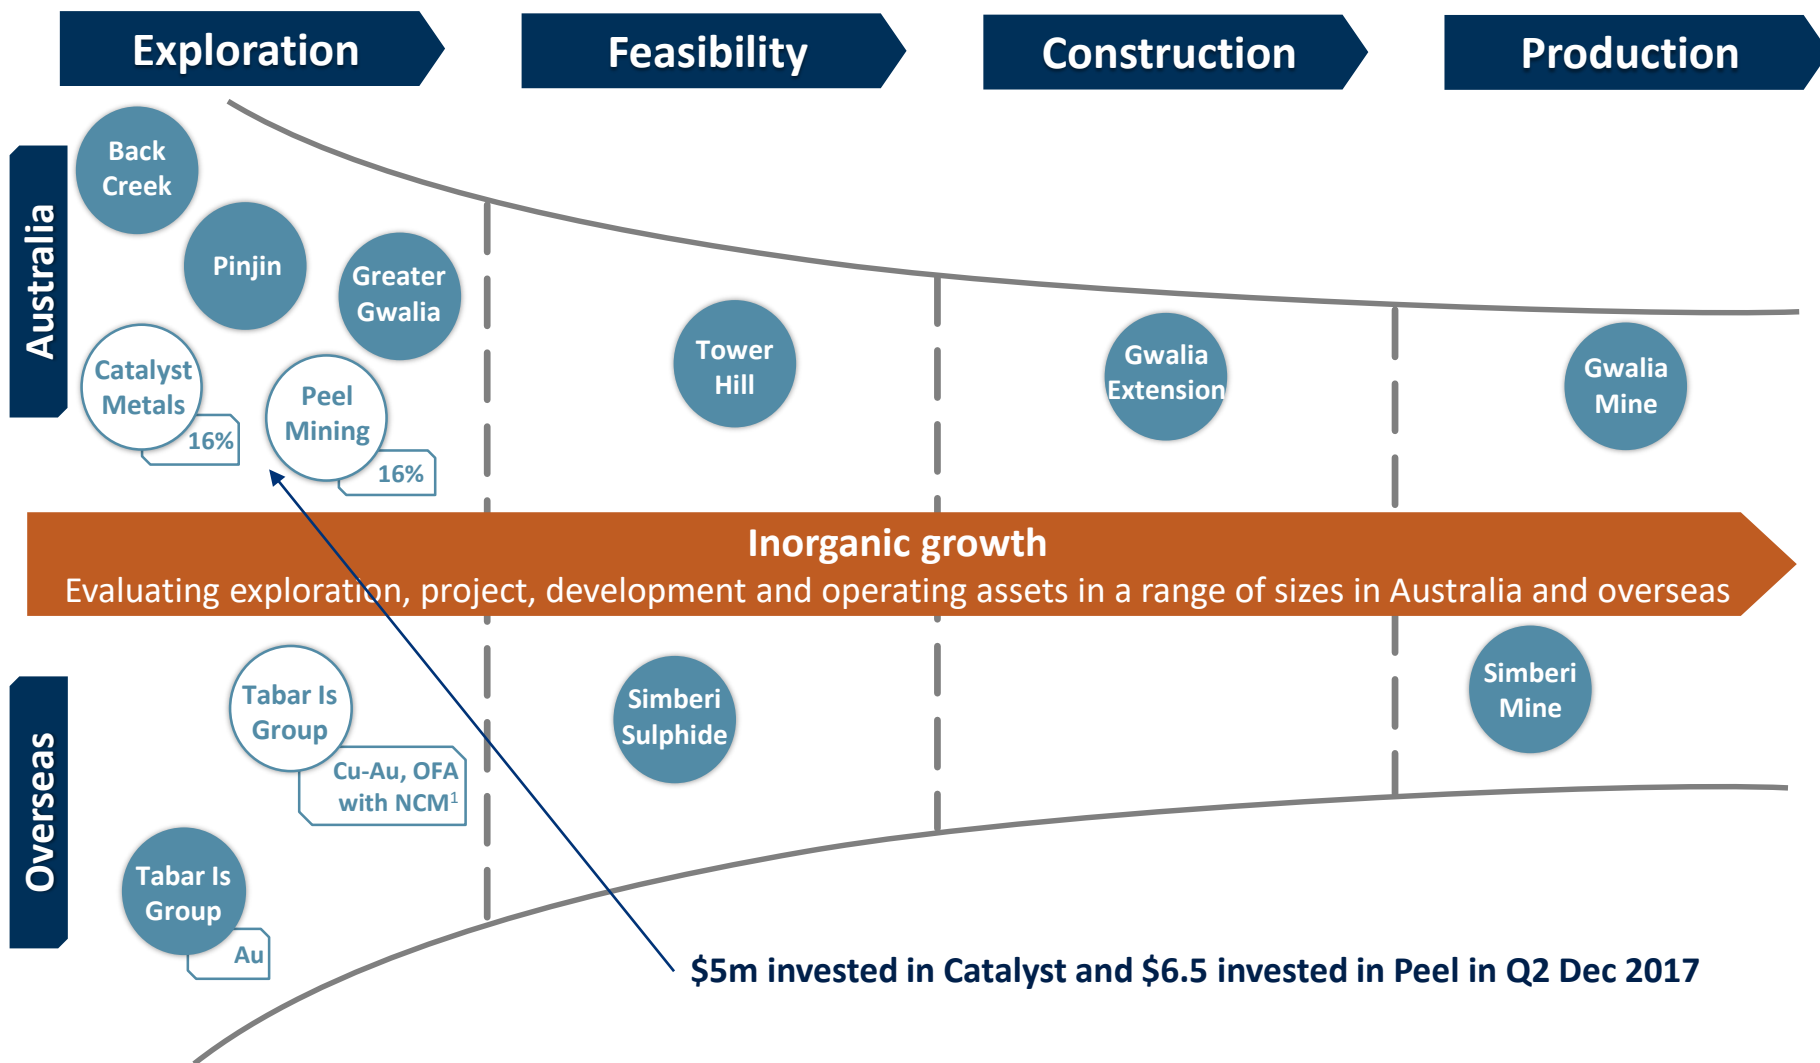 Exploration
Feasibility
Construction
Production
Australia
Back
Creek
Pinjin
Greater
Gwalia
Catalyst
Metals
16%
Peel
Mining
16%
Tower
Hill
Gwalia
Extension
Gwalia
Mine
Inorganic growth
Evaluating exploration, project, development and operating assets in a range of sizes in Australia and overseas
Overseas
Tabar Is
Group
Cu-Au, OFA
with NCM¹
Tabar Is
Group
Au
Simberi
Sulphide
Simberi
Mine
$5m invested in Catalyst and $6.5 invested in Peel in Q2 Dec 2017